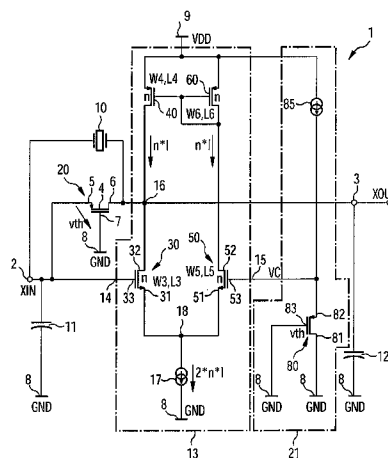 1
9
VDD
W4,L4
60
n
n
40
W6,L6
85
10
n*I
n*I
20
5
4
6
16
3
XOUT
7
vth
8
GND
2
XIN
32
30
50
52
15
VC
14
33
W3,L3
31
W5,L5
51
53
n
n
11
18
83
82
vth
81
80
12
17
2*n*I
8
GND
8
GND
8
GND
8
GND
8
GND
13
21